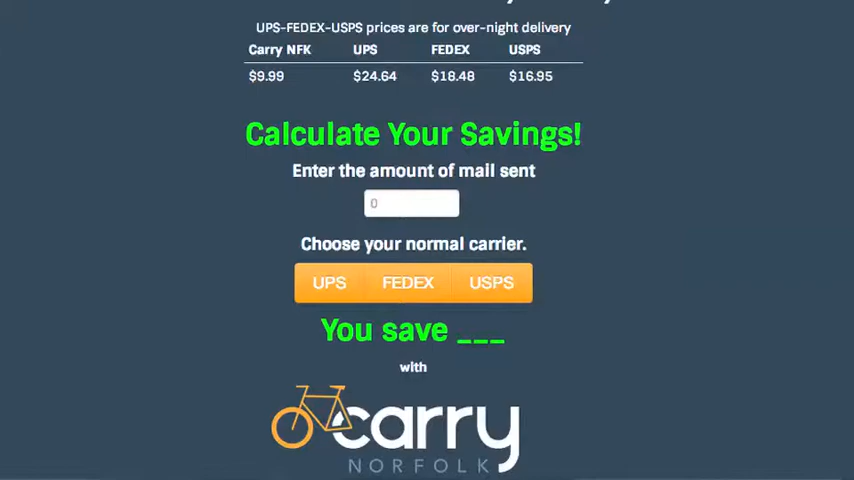 UPS-FEDEX-USPS prices are for over-night delivery
Carry NFK UPS FEDEX USPS
$9.99 $24.64 $18.48 $16.95
Calculate Your Savings!
Enter the amount of mail sent
0
Choose your normal carrier.
UPS FEDEX USPS
You save ___
with
carry
NORFOLK